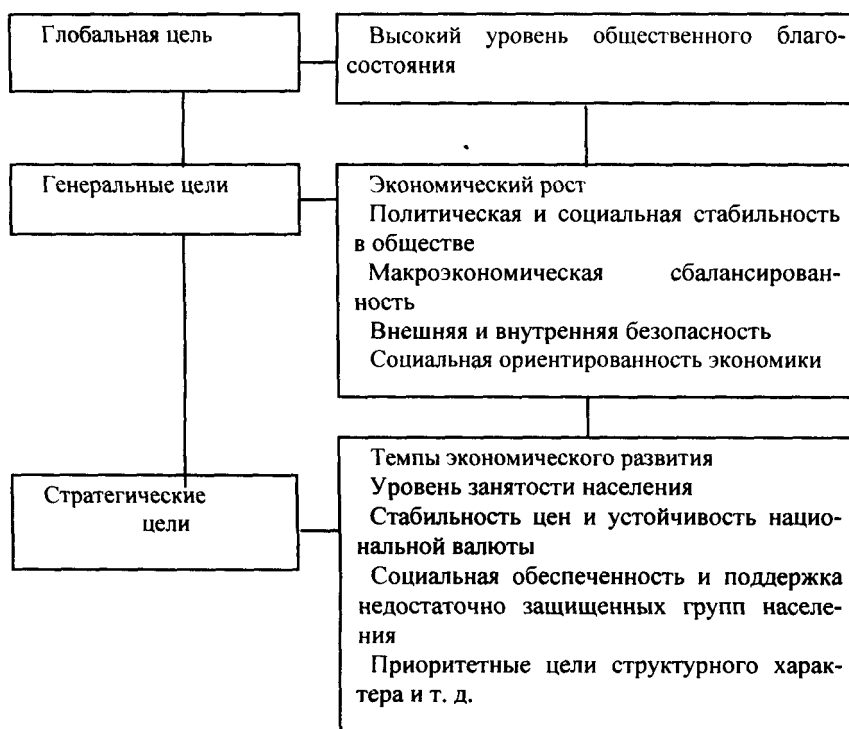 Глобальная цель
Высокий уровень общественного благо-
состояния
Генеральные цели
Экономический рост
Политическая и социальная стабильность
в обществе
Макроэкономическая сбалансирован-
ность
Внешняя и внутренняя безопасность
Социальная ориентированность экономики
Стратегические
цели
Темпы экономического развития
Уровень занятости населения
Стабильность цен и устойчивость нацио-
нальной валюты
Социальная обеспеченность и поддержка
недостаточно защищенных групп населе-
ния
Приоритетные цели структурного харак-
тера и т. д.